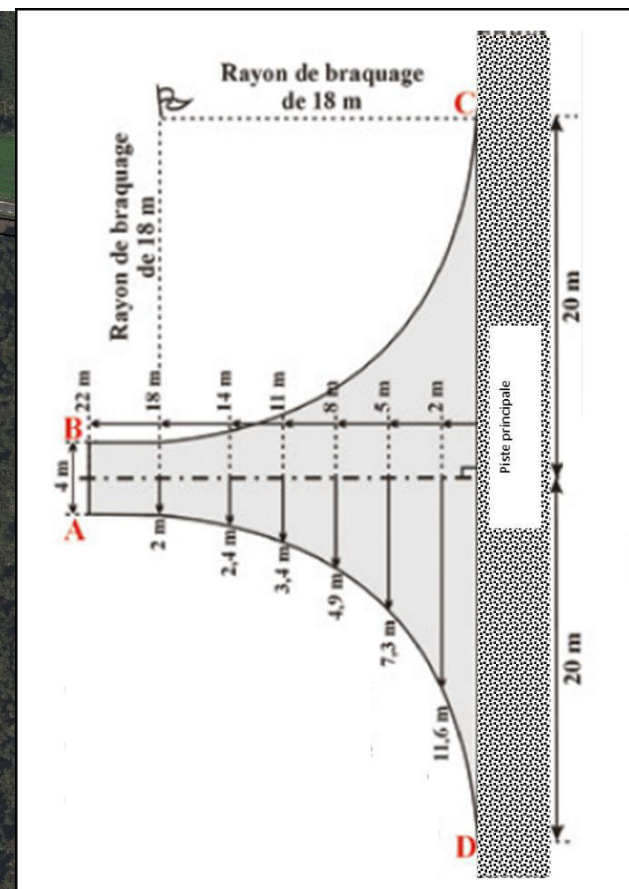 Rayon de braquage
de 18 m
C
Rayon de braquage
de 18 m
22 m
18 m
14 m
11 m
8 m
5 m
2 m
B
4 m
A
2 m
2,4 m
3,4 m
4,9 m
7,3 m
11,6 m
D
20 m
20 m
Piste principale